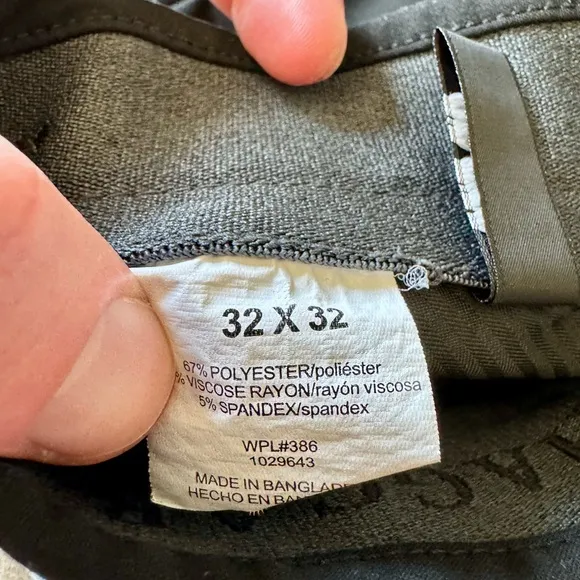 32 X 32
67% POLYESTER/poliéster
% VISCOSE RAYON/rayón viscosa
5% SPANDEX/spandex
WPL#386
1029643
MADE IN
HECHO EN